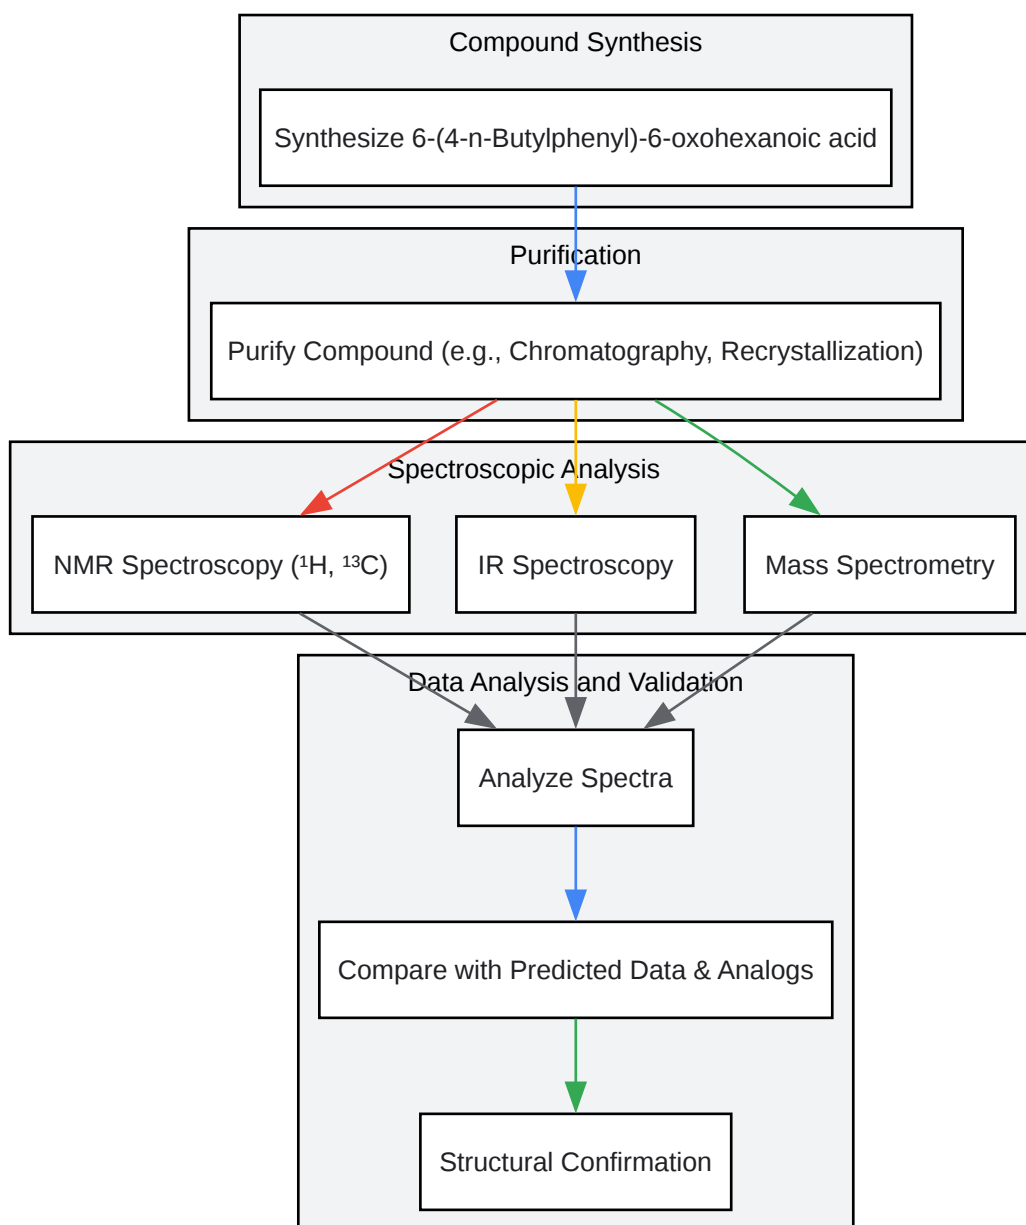 Compound Synthesis
Synthesize 6-(4-n-Butylphenyl)-6-oxohexanoic acid
Purification
Purify Compound (e.g., Chromatography, Recrystallization)
Spectroscopic Analysis
NMR Spectroscopy (¹H, ¹³C)
IR Spectroscopy
Mass Spectrometry
Data Analysis and Validation
Analyze Spectra
Compare with Predicted Data & Analogs
Structural Confirmation